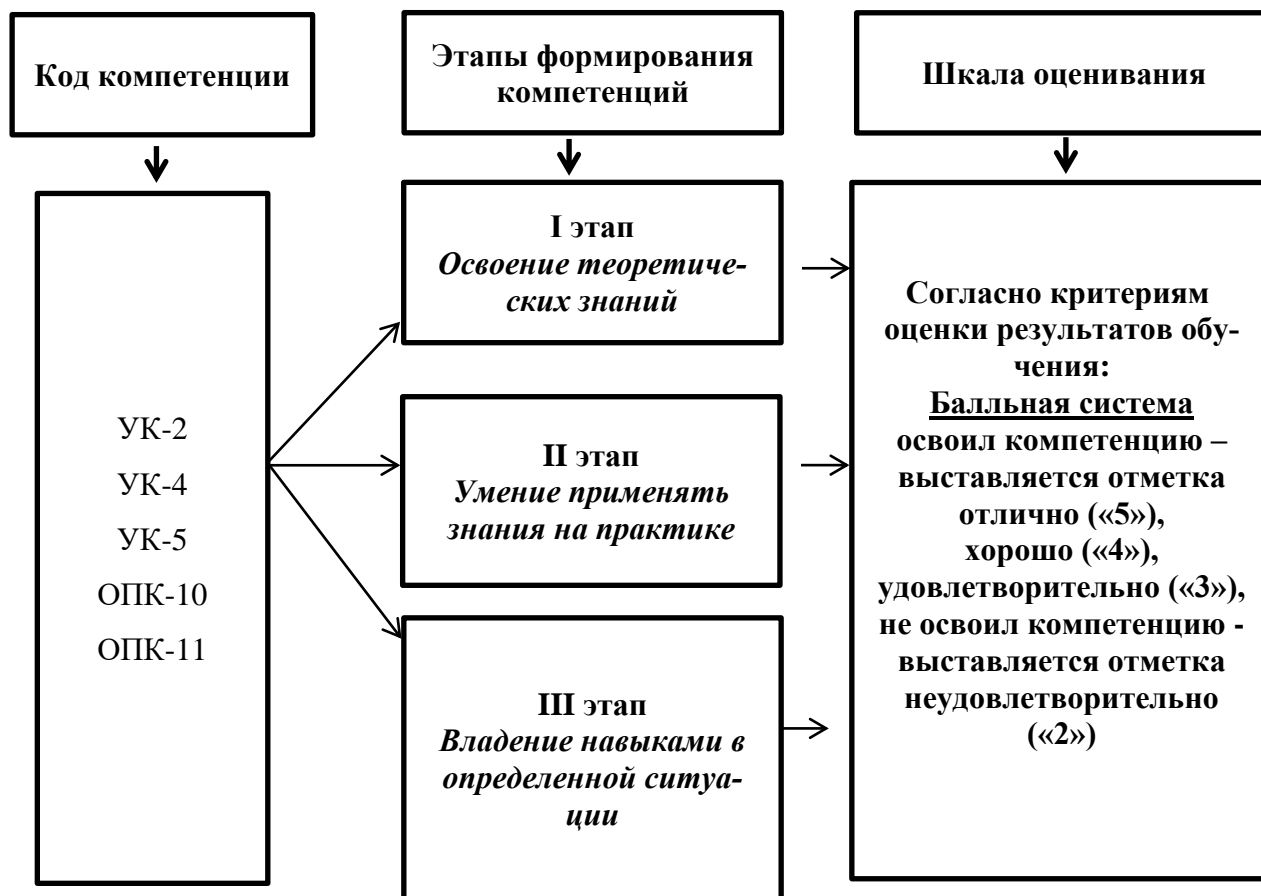 Код компетенции
Этапы формирования
компетенций
Шкала оценивания
УК-2
УК-4
УК-5
ОПК-10
ОПК-11
I этап
Освоение теоретиче-
ских знаний
II этап
Умение применять
знания на практике
III этап
Владение навыками в
определенной ситуа-
ции
Согласно критериям
оценки результатов обу-
чения:
Балльная система
освоил компетенцию –
выставляется отметка
отлично («5»),
хорошо («4»),
удовлетворительно («3»),
не освоил компетенцию -
выставляется отметка
неудовлетворительно
(«2»)